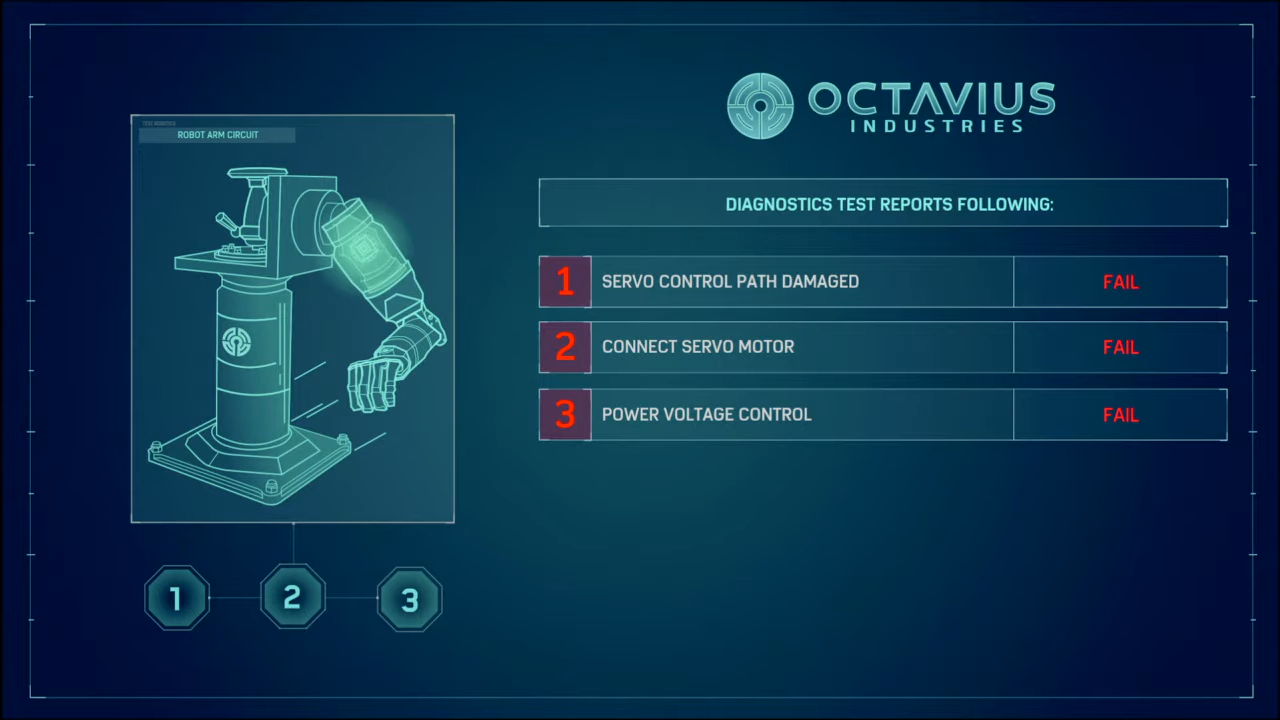 OCTAVIUS
INDUSTRIES
ROBOT ARM CIRCUIT
DIAGNOSTICS TEST REPORTS FOLLOWING:
1 SERVO CONTROL PATH DAMAGED FAIL
2 CONNECT SERVO MOTOR FAIL
3 POWER VOLTAGE CONTROL FAIL
1 2 3